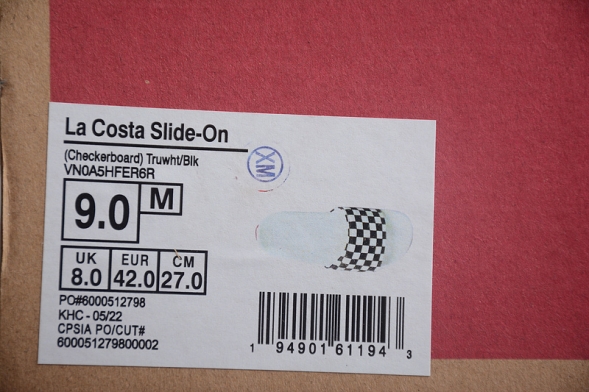 La Costa Slide-On
(Checkerboard) Truwht/Blk
VN0A5HFER6R
XM
9.0 M
UK EUR CM
8.0 42.0 27.0
PO#6000512798
KHC - 05/22
CPSIA PO/CUT#
600051279800002
1 94901 61194 3